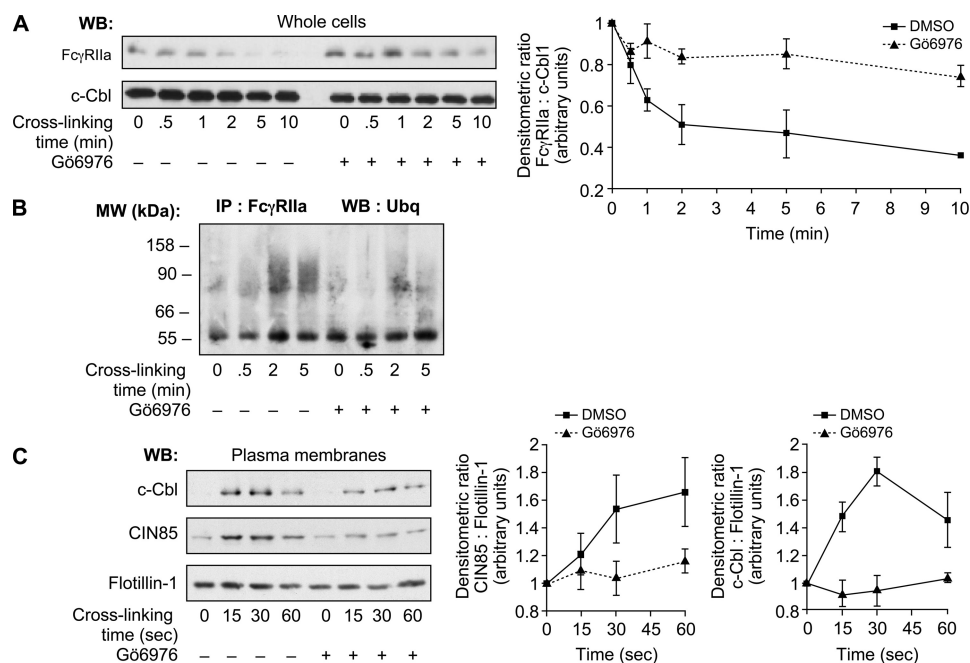 A
WB:
Whole cells
FcγRIIa
c-Cbl
Cross-linking time (min)
0 .5 1 2 5 10 0 .5 1 2 5 10
Gö6976
– – – – – – + + + + + +
Densitometric ratio
FcγRIIa : c-Cbl1
(arbitrary units)
1
0.8
0.6
0.4
0.2
DMSO
Gö6976
0 1 2 3 4 5 6 7 8 9 10
Time (min)
B
MW (kDa):
IP : FcγRIIa WB : Ubq
158 –
90 –
66 –
55 –
Cross-linking
time (min)
0 .5 2 5 0 .5 2 5
Gö6976
– – – – + + + +
C
WB:
Plasma membranes
c-Cbl
CIN85
Flotillin-1
Cross-linking
time (sec)
0 15 30 60 0 15 30 60
Gö6976
– – – – + + + +
DMSO
Gö6976
Densitometric ratio
CIN85 : Flotillin-1
(arbitrary units)
2
1.8
1.6
1.4
1.2
1
0.8
0 15 30 45 60
Time (sec)
DMSO
Gö6976
Densitometric ratio
c-Cbl : Flotillin-1
(arbitrary units)
2
1.8
1.6
1.4
1.2
1
0.8
0 15 30 45 60
Time (sec)